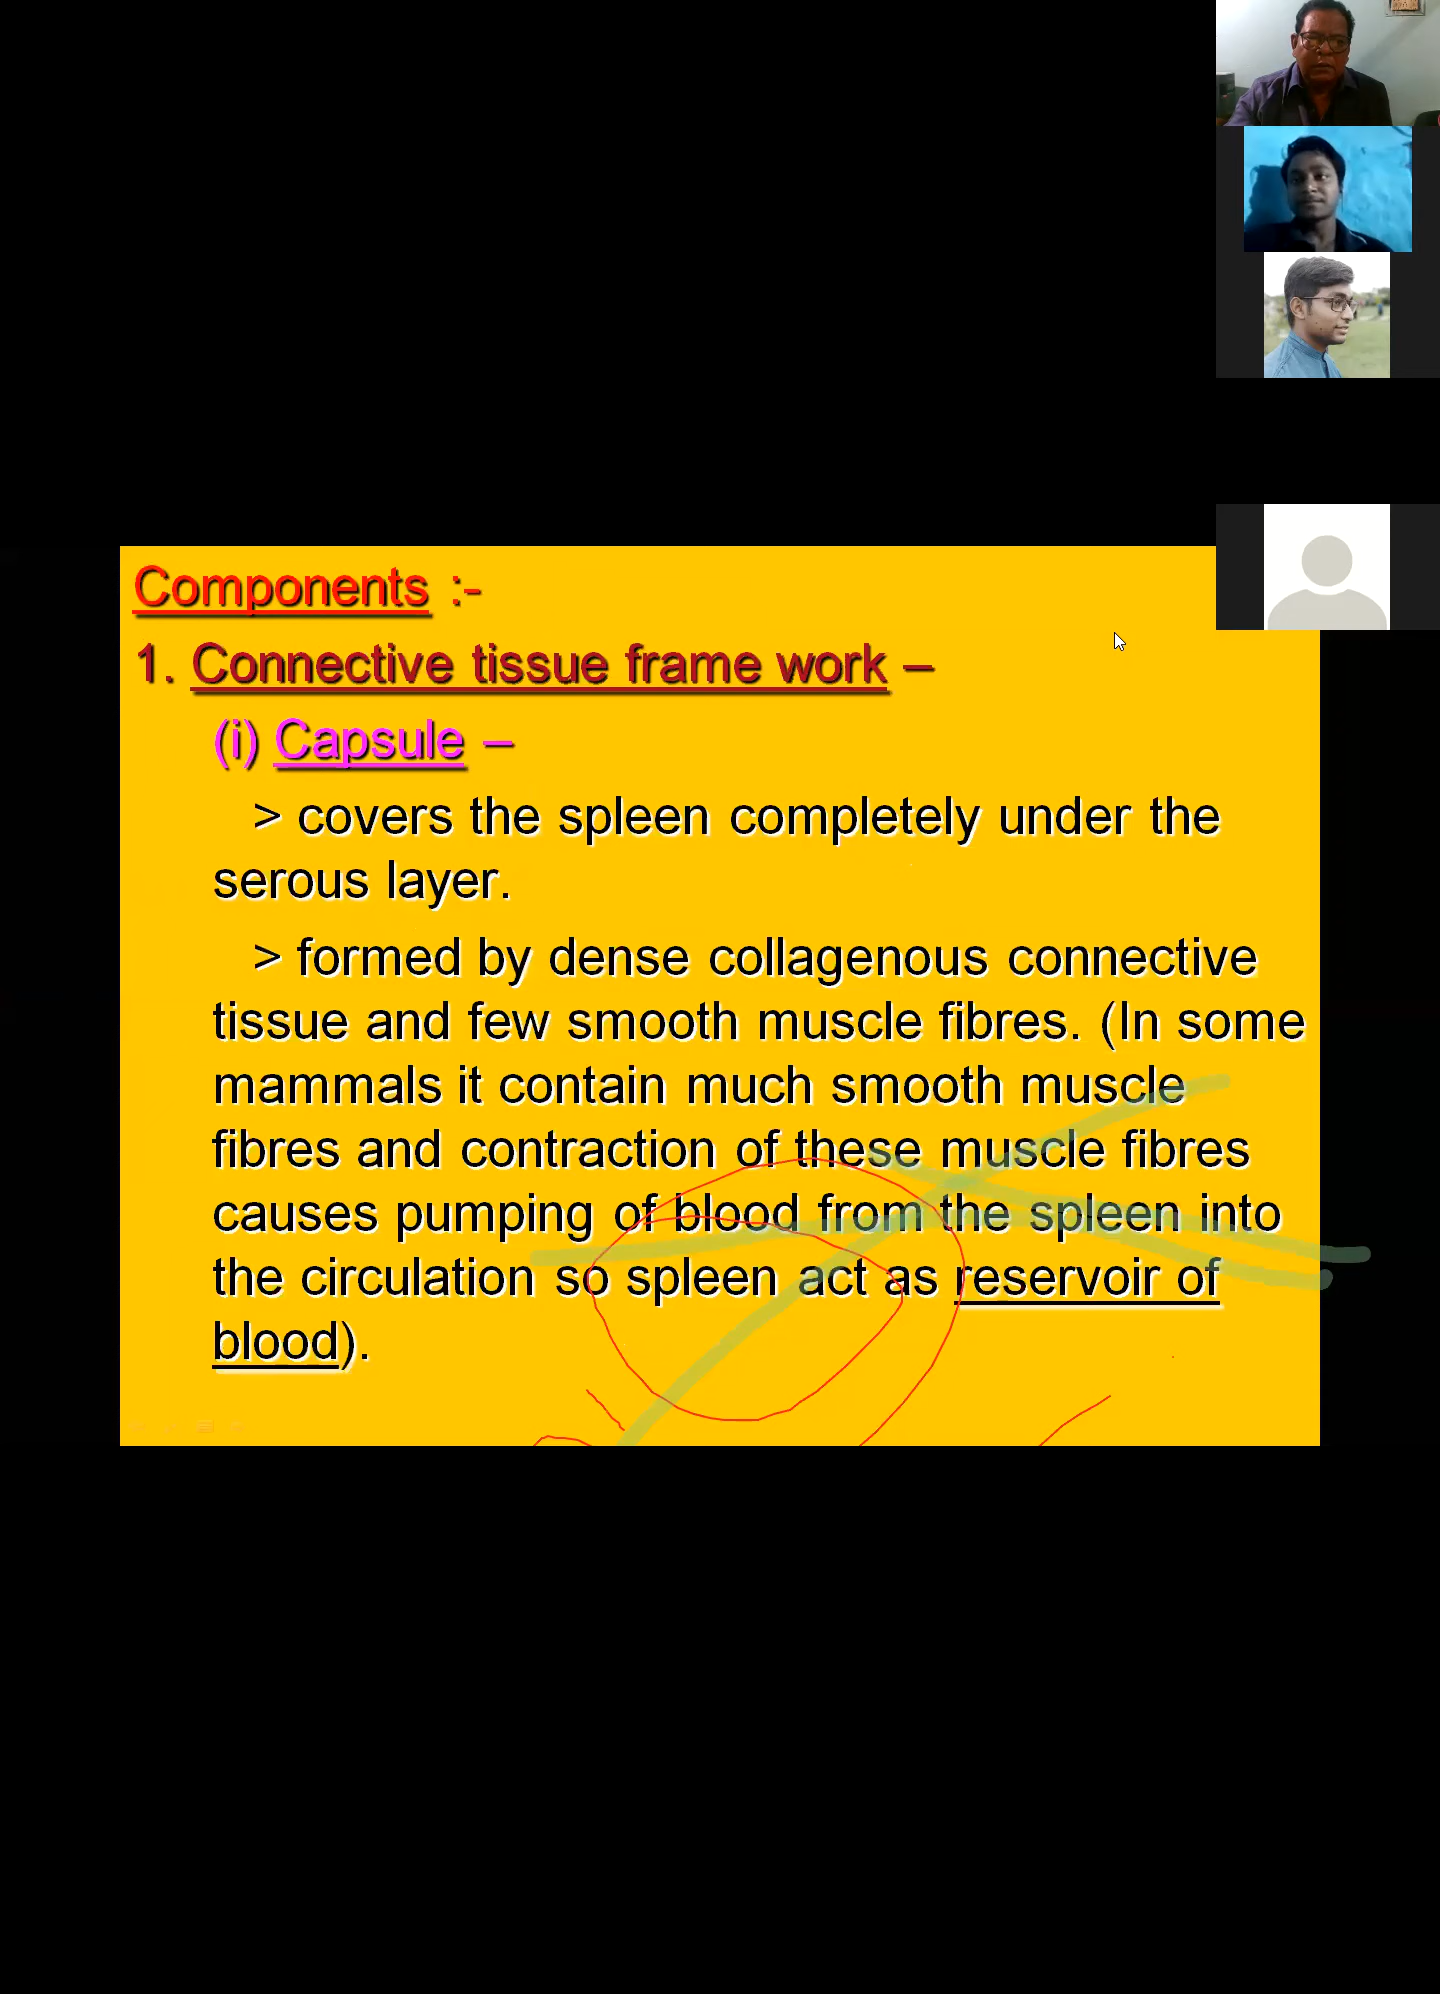 Components :-
1. Connective tissue frame work –
(i) Capsule –
> covers the spleen completely under the
serous layer.
> formed by dense collagenous connective
tissue and few smooth muscle fibres. (In some
mammals it contain much smooth muscle
fibres and contraction of these muscle fibres
causes pumping of blood from the spleen into
the circulation so spleen act as reservoir of
blood).